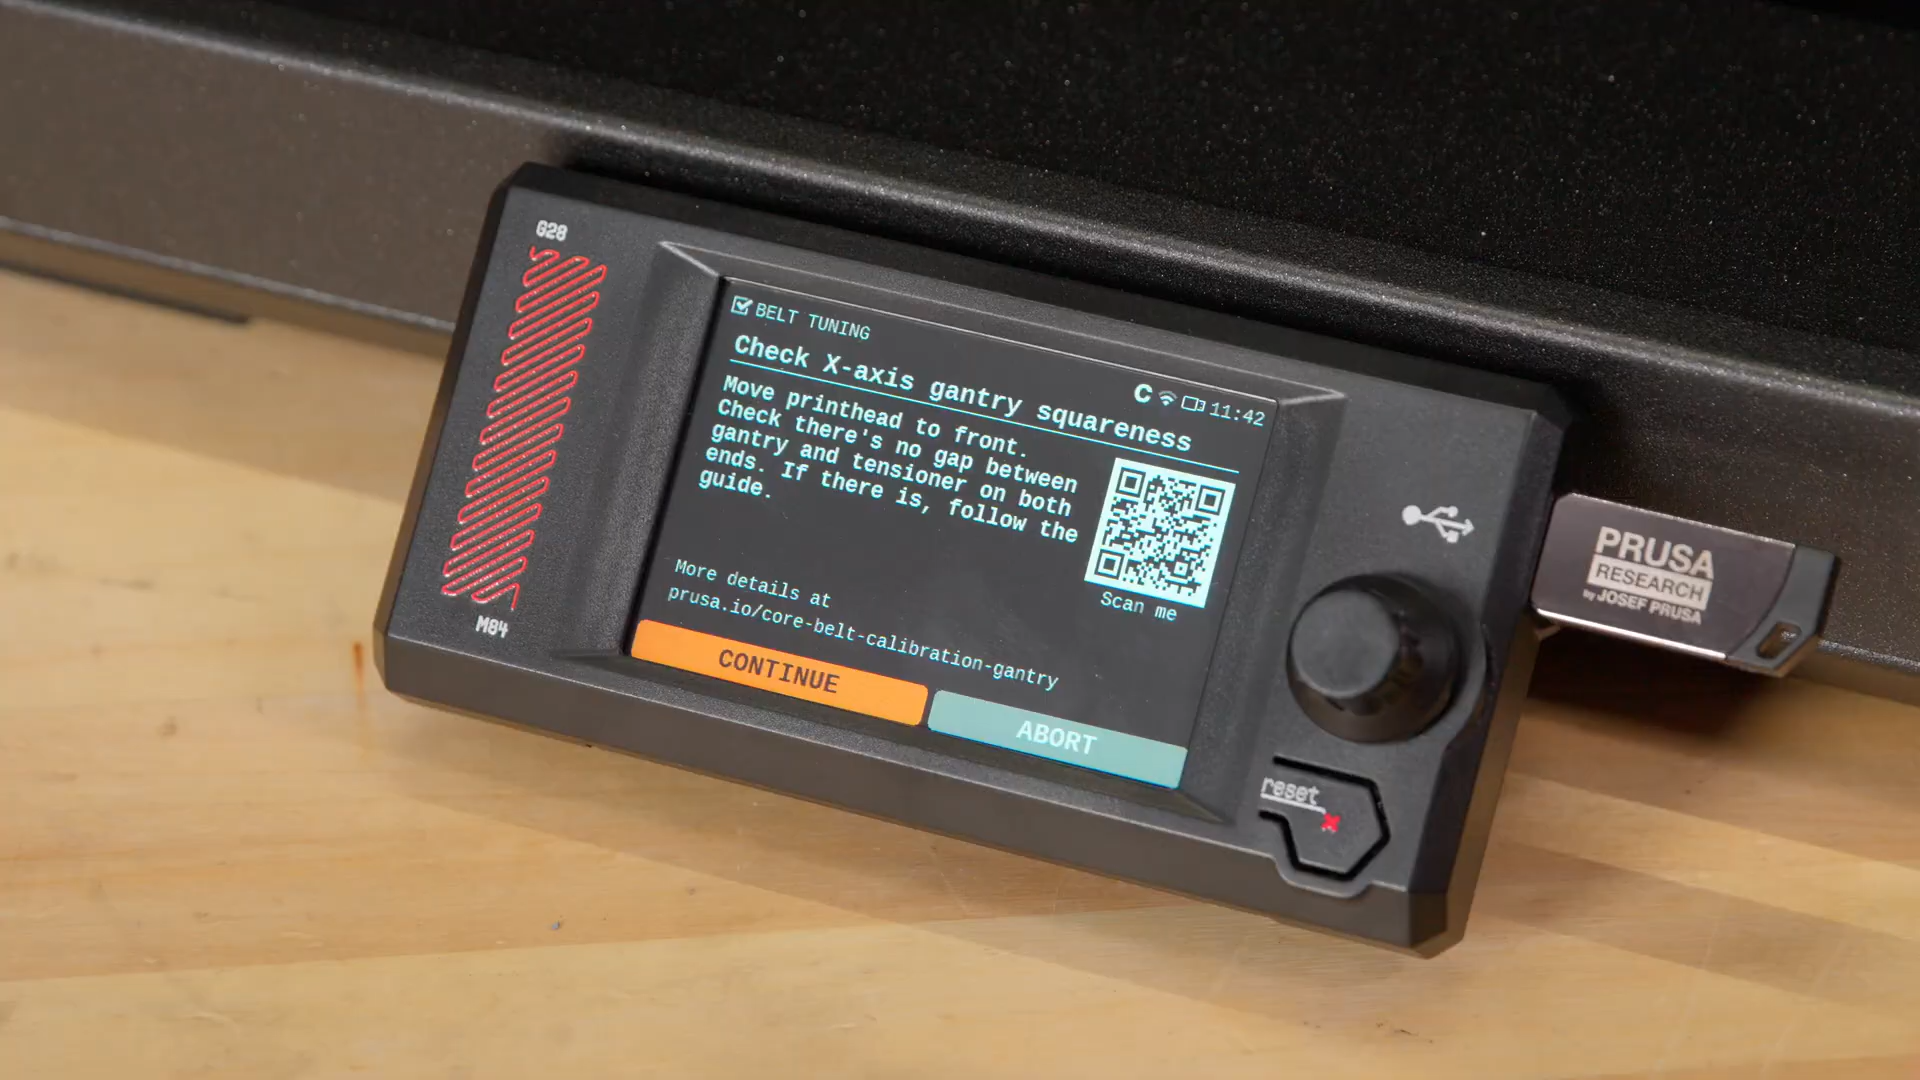 G28
M84
BELT TUNING
C 11:42
Check X-axis gantry squareness
Move printhead to front.
Check there's no gap between
gantry and tensioner on both
ends. If there is, follow the
guide.
Scan me
More details at
prusa.io/core-belt-calibration-gantry
CONTINUE
ABORT
reset
PRUSA
RESEARCH
by JOSEF PRUSA